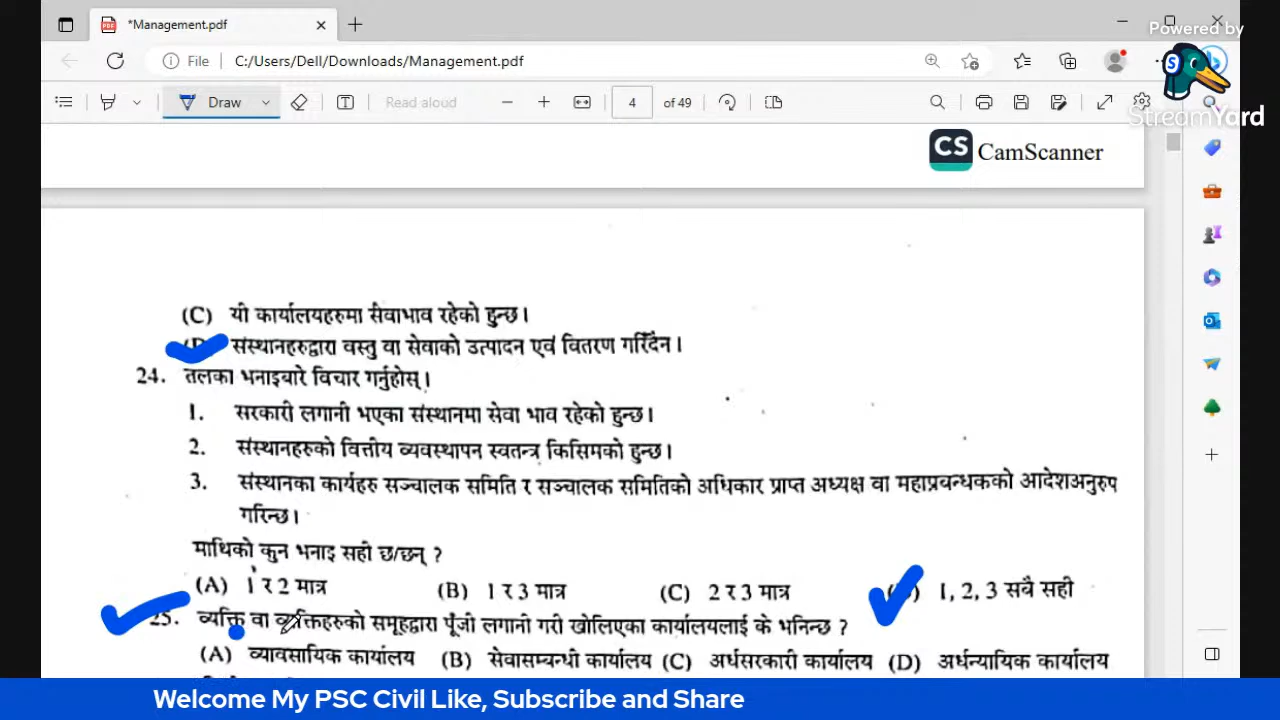 *Management.pdf
Powered by
File C:/Users/Dell/Downloads/Management.pdf
Draw Read aloud 4 of 49
StreamYard
CS CamScanner
(C) यी कार्यालयहरुमा सेवाभाव रहेको हुन्छ।
संस्थानहरुद्वारा वस्तु वा सेवाको उत्पादन एवं वितरण गरिँदैन।
24. तलका भनाइबारे विचार गर्नुहोस्।
1. सरकारी लगानी भएका संस्थानमा सेवा भाव रहेको हुन्छ।
2. संस्थानहरुको वित्तीय व्यवस्थापन स्वतन्त्र किसिमको हुन्छ।
3. संस्थानका कार्यहरु सञ्चालक समिति र सञ्चालक समितिको अधिकार प्राप्त अध्यक्ष वा महाप्रबन्धकको आदेशअनुरुप
गरिन्छ।
माथिको कुन भनाइ सही छ/छन् ?
(A) 1 र 2 मात्र (B) 1 र 3 मात्र (C) 2 र 3 मात्र 1, 2, 3 सबै सही
25. व्यक्ति वा व्यक्तिहरुको समूहद्वारा पूँजी लगानी गरी खोलिएका कार्यालयलाई के भनिन्छ ?
(A) व्यावसायिक कार्यालय (B) सेवासम्बन्धी कार्यालय (C) अर्धसरकारी कार्यालय (D) अर्धन्यायिक कार्यालय
Welcome My PSC Civil Like, Subscribe and Share